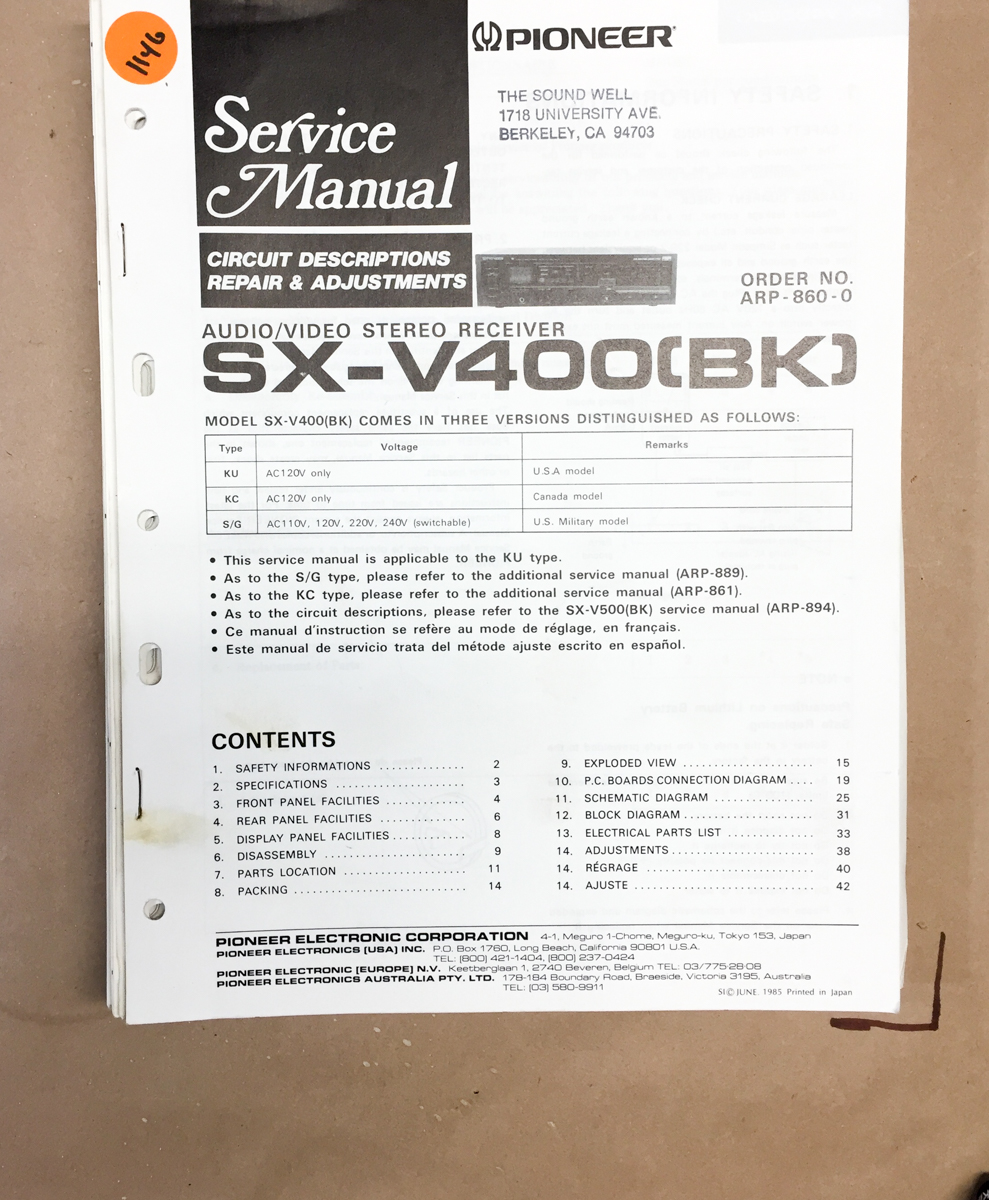 1146
PIONEER®
Service
Manual
THE SOUND WELL
1718 UNIVERSITY AVE.
BERKELEY, CA 94703
CIRCUIT DESCRIPTIONS
REPAIR & ADJUSTMENTS
ORDER NO.
ARP-860-0
AUDIO/VIDEO STEREO RECEIVER
SX-V400(BK)
MODEL SX-V400(BK) COMES IN THREE VERSIONS DISTINGUISHED AS FOLLOWS:
Type Voltage Remarks
KU AC120V only U.S.A model
KC AC120V only Canada model
S/G AC110V, 120V, 220V, 240V (switchable) U.S. Military model
• This service manual is applicable to the KU type.
• As to the S/G type, please refer to the additional service manual (ARP-889).
• As to the KC type, please refer to the additional service manual (ARP-861).
• As to the circuit descriptions, please refer to the SX-V500(BK) service manual (ARP-894).
• Ce manual d'instruction se refère au mode de réglage, en français.
• Este manual de servicio trata del métode ajuste escrito en español.
CONTENTS
1. SAFETY INFORMATIONS ............. 2
2. SPECIFICATIONS ..................... 3
3. FRONT PANEL FACILITIES ............. 4
4. REAR PANEL FACILITIES .............. 6
5. DISPLAY PANEL FACILITIES ............ 8
6. DISASSEMBLY ....................... 9
7. PARTS LOCATION .................... 11
8. PACKING ............................ 14
9. EXPLODED VIEW ..................... 15
10. P.C. BOARDS CONNECTION DIAGRAM .... 19
11. SCHEMATIC DIAGRAM ................ 25
12. BLOCK DIAGRAM ..................... 31
13. ELECTRICAL PARTS LIST .............. 33
14. ADJUSTMENTS ....................... 38
14. RÉGRAGE ........................... 40
14. AJUSTE ............................. 42
PIONEER ELECTRONIC CORPORATION 4-1, Meguro 1-Chome, Meguro-ku, Tokyo 153, Japan
PIONEER ELECTRONICS [USA] INC. P.O. Box 1760, Long Beach, California 90801 U.S.A.
TEL: [800] 421-1404, [800] 237-0424
PIONEER ELECTRONIC [EUROPE] N.V. Keetberglaan 1, 2740 Beveren, Belgium TEL: 03/775·28·08
PIONEER ELECTRONICS AUSTRALIA PTY. LTD. 178-184 Boundary Road, Braeside, Victoria 3195, Australia
TEL: [03] 580-9911
SI © JUNE. 1985 Printed in Japan